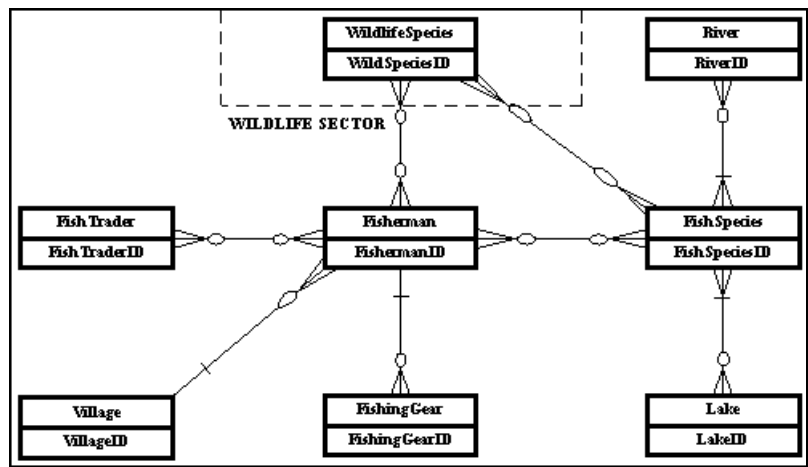 WildlifeSpecies
WildSpeciesID
River
RiverID
WILDLIFE SECTOR
FishTrader
FishTraderID
Fisherman
FishermanID
FishSpecies
FishSpeciesID
Village
VillageID
FishingGear
FishingGearID
Lake
LakeID